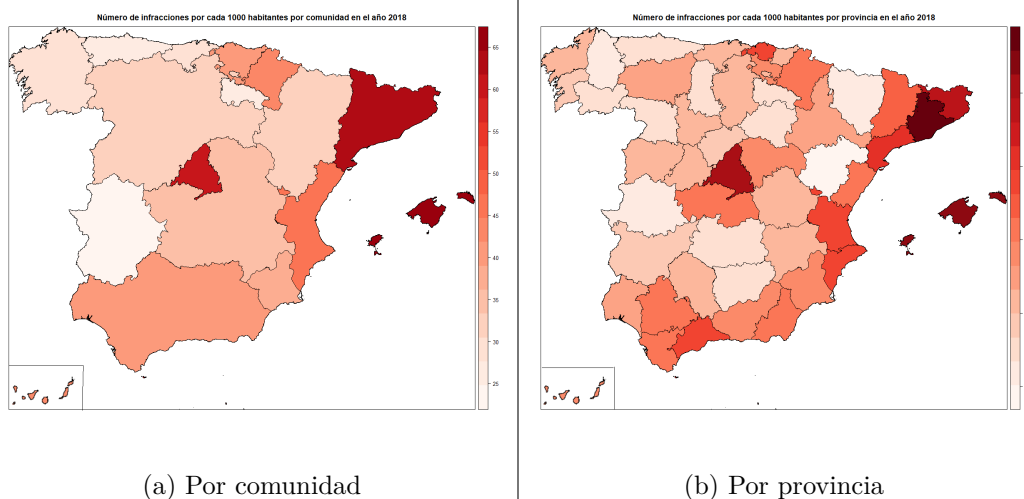 Número de infracciones por cada 1000 habitantes por comunidad en el año 2018
65
60
55
50
45
40
35
30
25
(a) Por comunidad
Número de infracciones por cada 1000 habitantes por provincia en el año 2018
(b) Por provincia